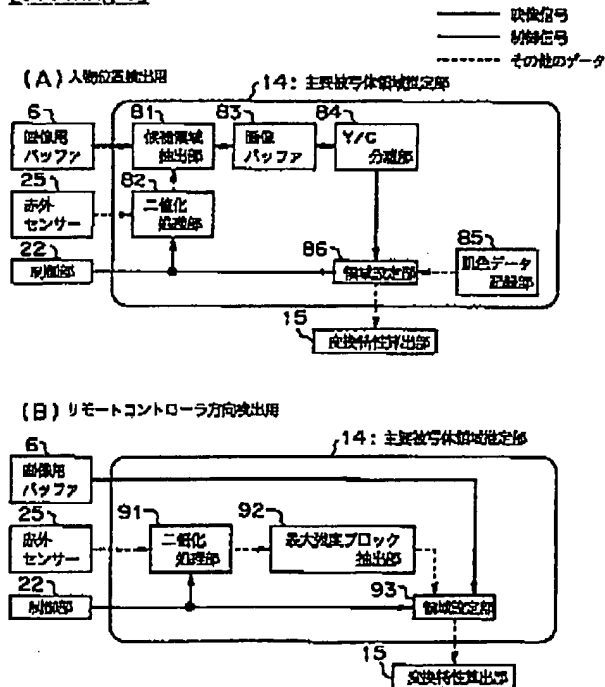 映像信号
制御信号
その他のデータ
(A) 人物位置検出用
14: 主要被写体領域推定部
6
画像用
バッファ
81
候補領域
抽出部
83
画像
バッファ
84
Y/C
分離部
25
赤外
センサー
82
二値化
処理部
22
制御部
86
領域設定部
85
肌色データ
記録部
15
変換特性算出部
(B) リモートコントローラ方向検出用
14: 主要被写体領域推定部
6
画像用
バッファ
25
赤外
センサー
91
二値化
処理部
92
最大強度ブロック
抽出部
22
制御部
93
領域設定部
15
変換特性算出部